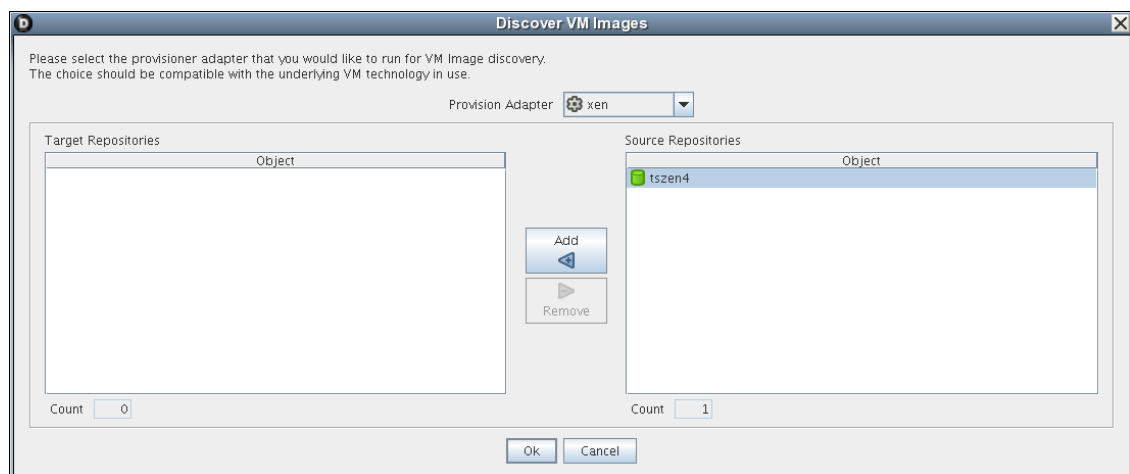 Discover VM Images
Please select the provisioner adapter that you would like to run for VM Image discovery.
The choice should be compatible with the underlying VM technology in use.
Provision Adapter xen
Target Repositories
Object
Count 0
Add
Remove
Source Repositories
Object
tszen4
Count 1
Ok
Cancel